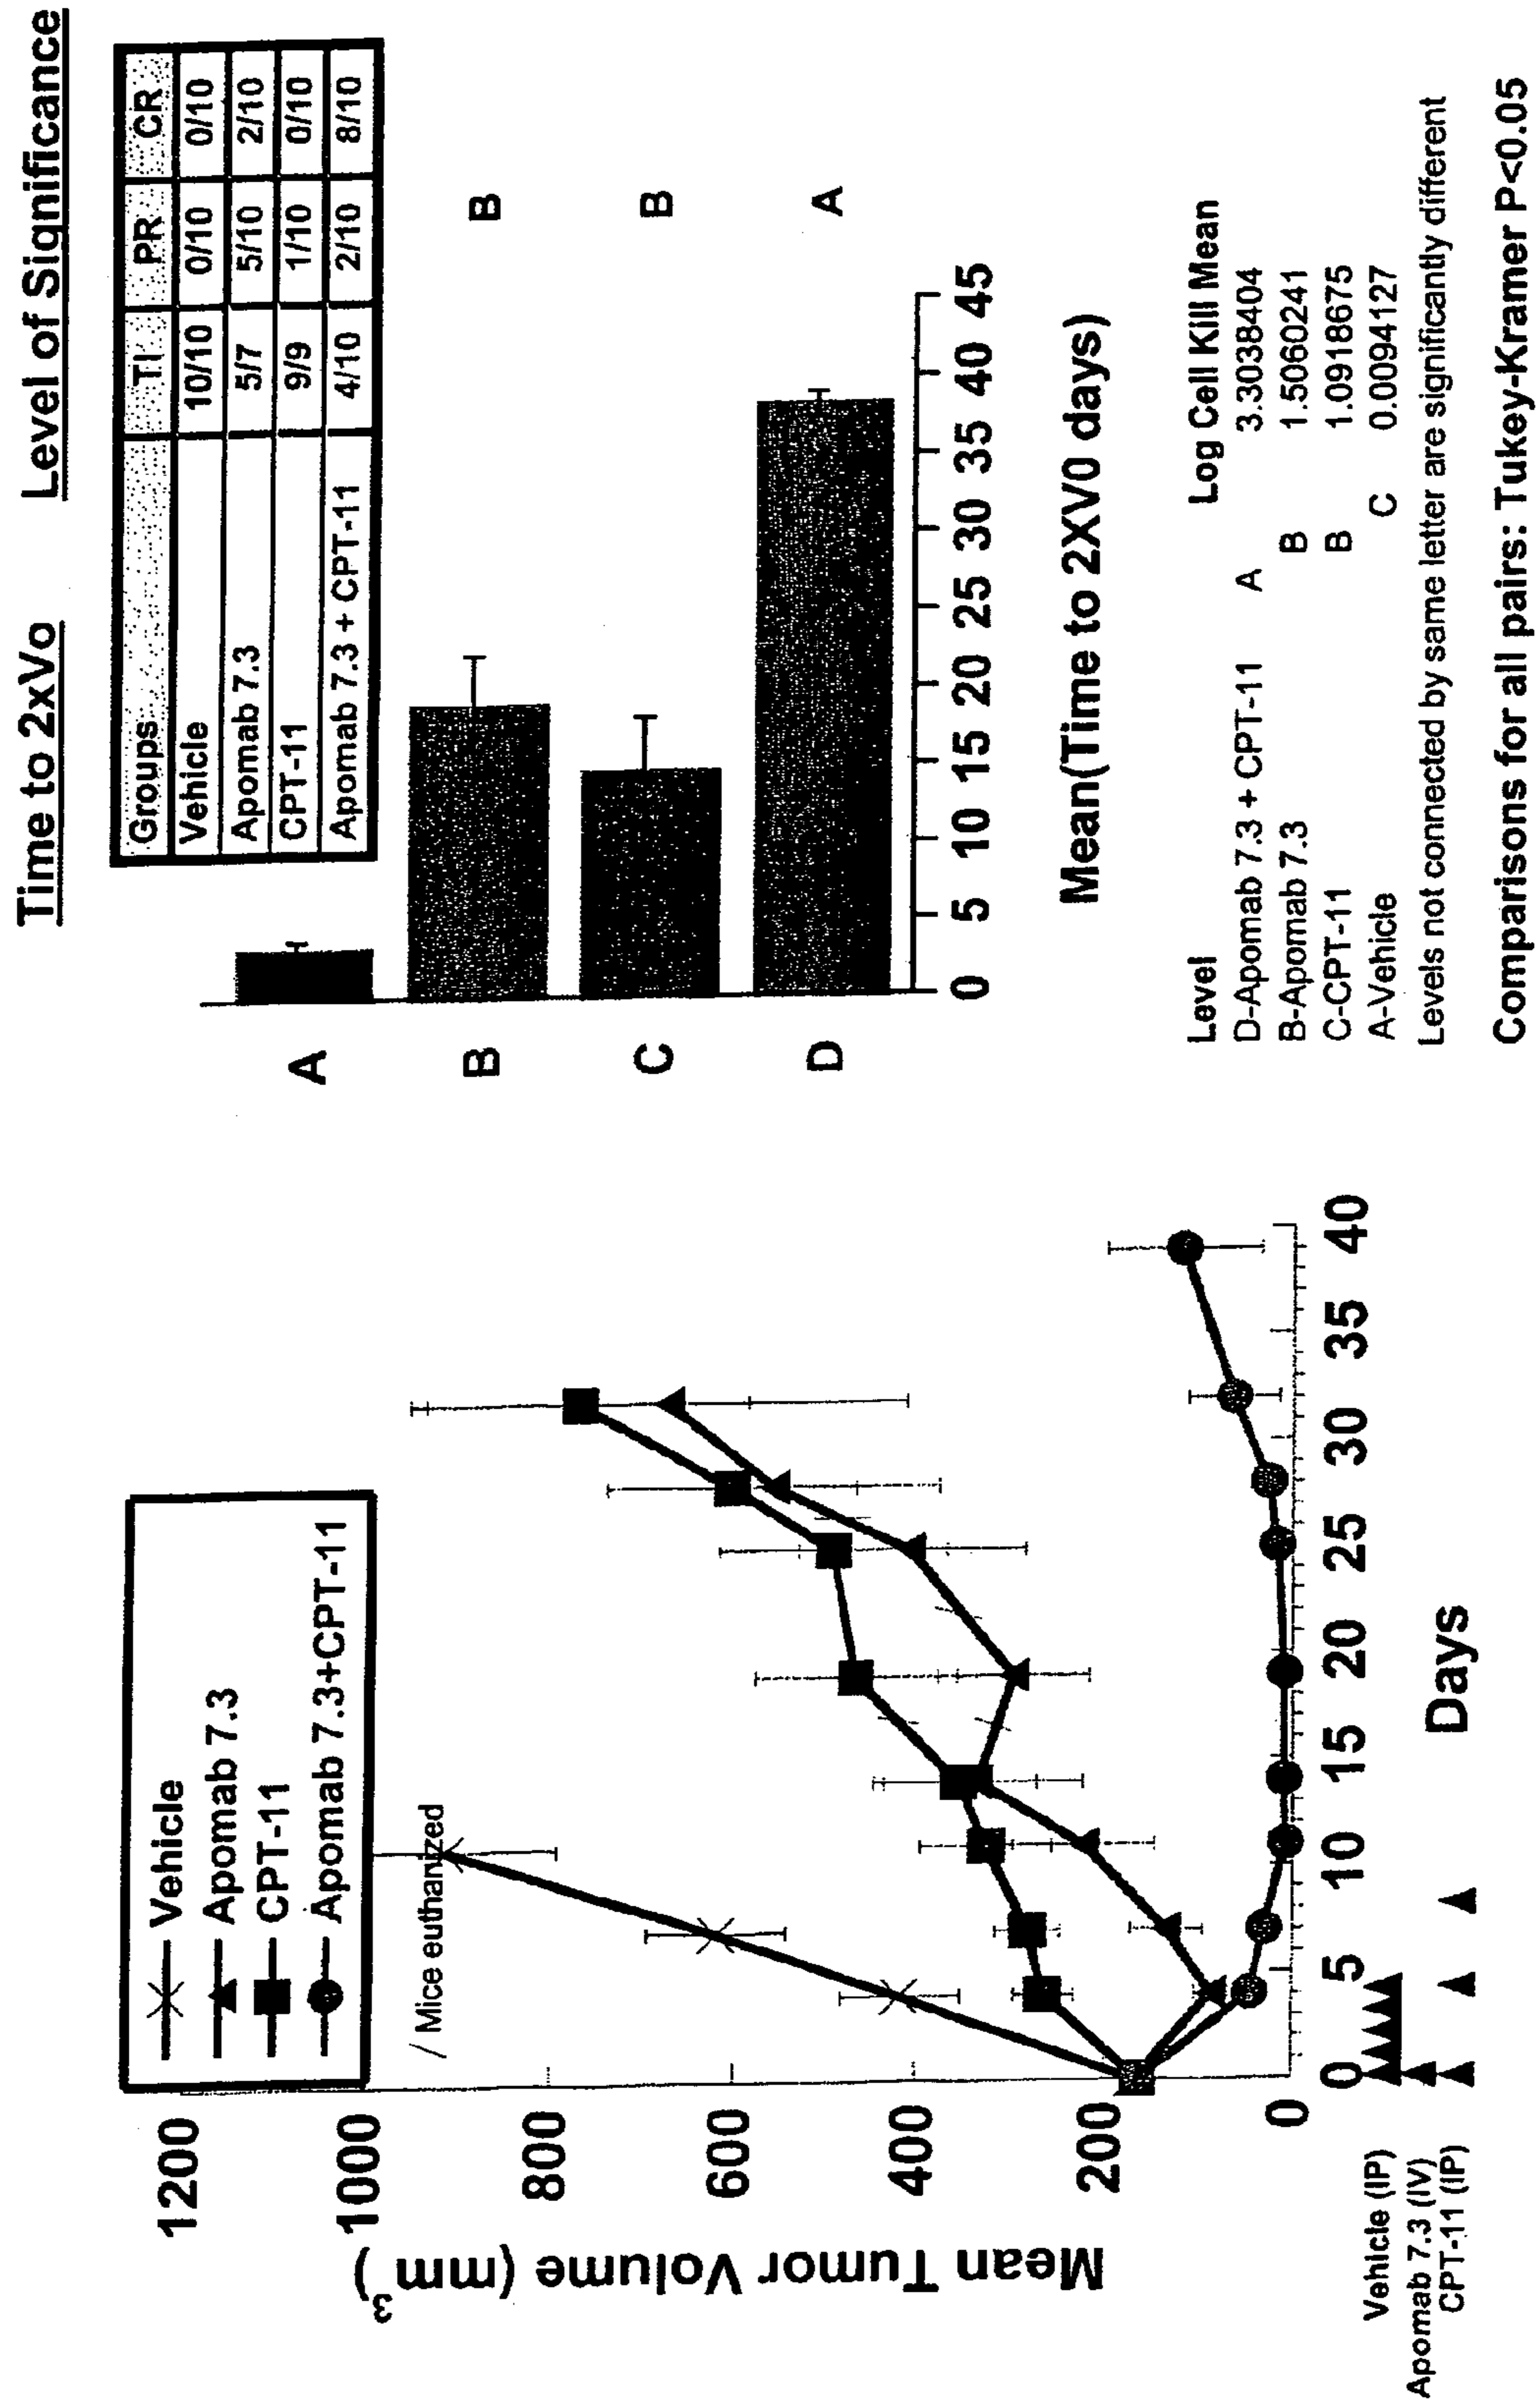 Vehicle
Apomab 7.3
CPT-11
Apomab 7.3+CPT-11
/ Mice euthanized
1200
1000
800
600
400
200
0
Mean Tumor Volume (mm3)
0 5 10 15 20 25 30 35 40
Days
Vehicle (IP)
Apomab 7.3 (IV)
CPT-11 (IP)
Time to 2xVo Level of Significance
Groups TI PR CR
Vehicle 10/10 0/10 0/10
Apomab 7.3 5/7 5/10 2/10
CPT-11 9/9 1/10 0/10
Apomab 7.3 + CPT-11 4/10 2/10 8/10
A
B B
C B
D A
0 5 10 15 20 25 30 35 40 45
Mean(Time to 2XV0 days)
Level Log Cell Kill Mean
D-Apomab 7.3 + CPT-11 A 3.3038404
B-Apomab 7.3 B 1.5060241
C-CPT-11 B 1.0918675
A-Vehicle C 0.0094127
Levels not connected by same letter are significantly different
Comparisons for all pairs: Tukey-Kramer P<0.05